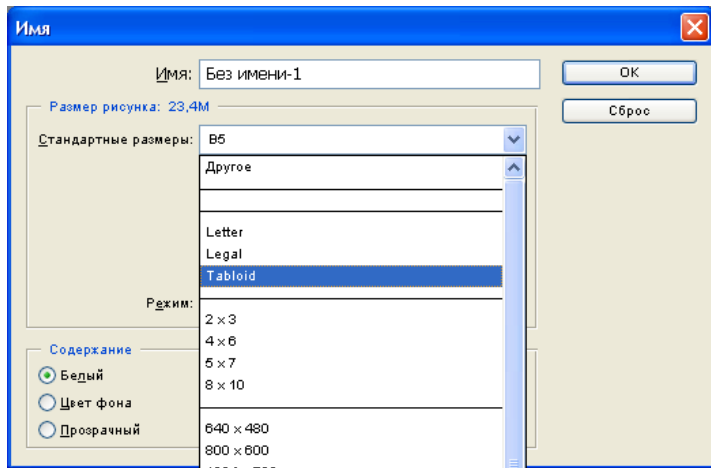 Имя
Имя: Без имени-1
OK
Размер рисунка: 23,4М
Сброс
Стандартные размеры: B5
Другое
Letter
Legal
Tabloid
Режим:
2 x 3
4 x 6
5 x 7
8 x 10
Содержание
Белый
Цвет фона
Прозрачный
640 x 480
800 x 600